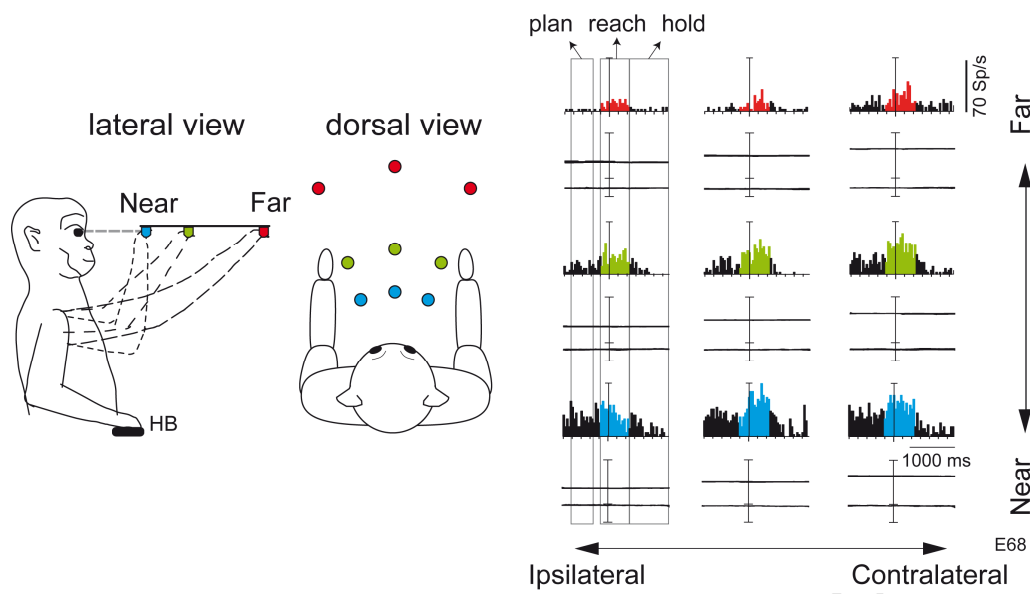 plan reach hold
70 Sp/s
Far
lateral view
dorsal view
Near
Far
HB
1000 ms
Near
E68
Ipsilateral
Contralateral